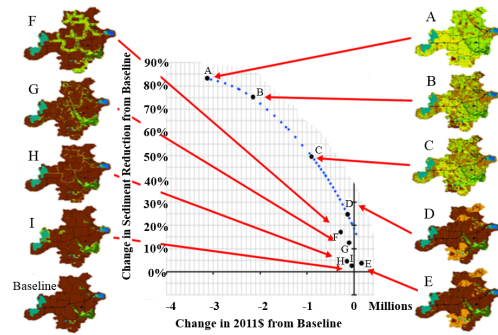 F
G
H
I
Baseline
A
B
C
D
E
Change in Sediment Reduction from Baseline
90%
80%
70%
60%
50%
40%
30%
20%
10%
0%
A
B
C
D
F
G
H
I
E
-4
-3
-2
-1
0
Millions
Change in 2011$ from Baseline